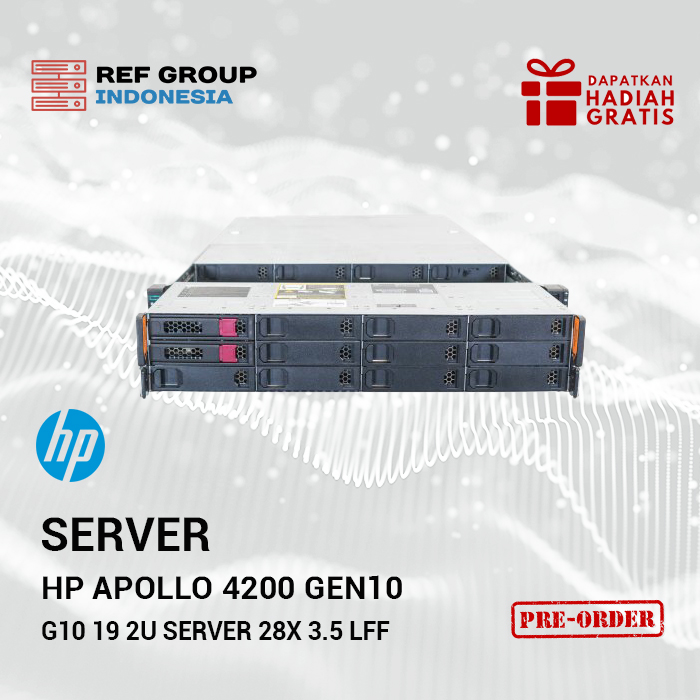 REF GROUP
INDONESIA
DAPATKAN
HADIAH
GRATIS
hp
SERVER
HP APOLLO 4200 GEN10
G10 19 2U SERVER 28X 3.5 LFF
PRE-ORDER